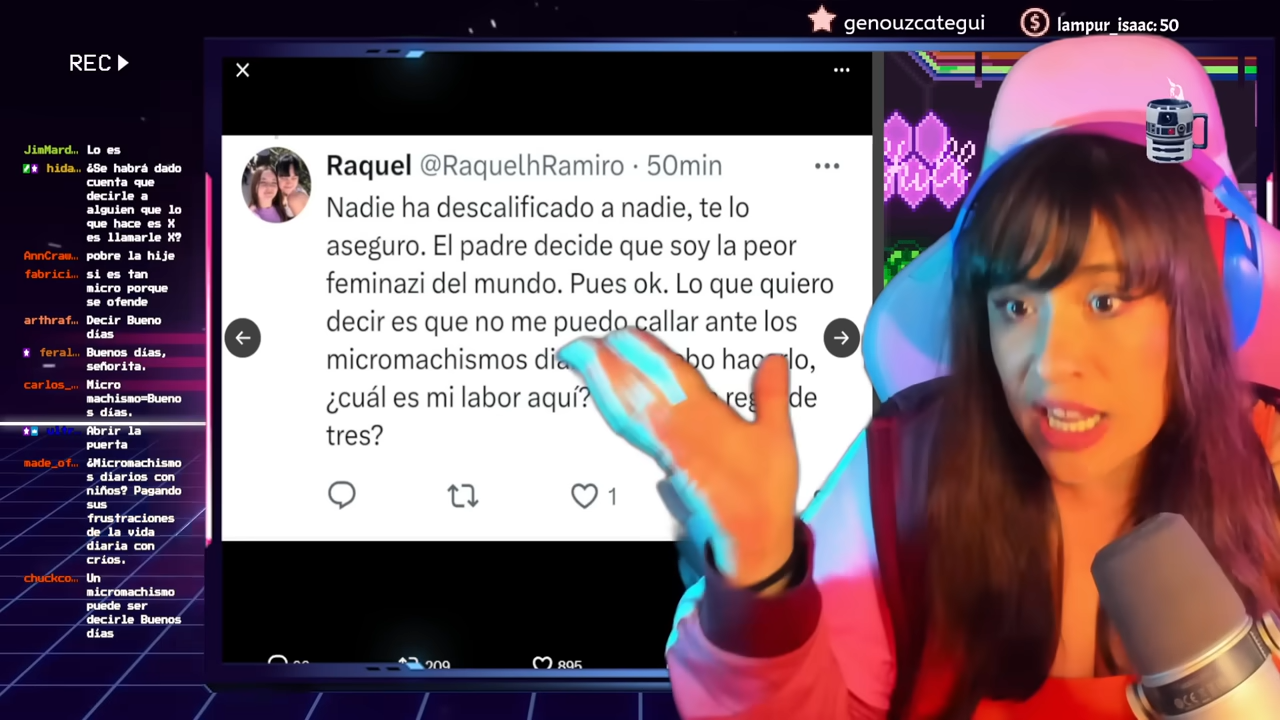 genouzcategui
lampur_isaac: 50
REC
JimMard… Lo es
hida… ¿Se habrá dado
cuenta que
decirle a
alguien que lo
que hace es X
es llamarle X?
AnnCraw… pobre la hije
fabrici… si es tan
micro porque
se ofende
arthraf… Decir Bueno
días
feral… Buenos días,
señorita.
carlos_… Micro
machismo=Bueno
s días.
Abrir la
puerta
made_of… ¿Micromachismo
s diarios con
niños? Pagando
sus
frustraciones
de la vida
diaria con
críos.
chuckco… Un
micromachismo
puede ser
decirle Buenos
días
Raquel @RaquelhRamiro · 50min
Nadie ha descalificado a nadie, te lo
aseguro. El padre decide que soy la peor
feminazi del mundo. Pues ok. Lo que quiero
decir es que no me puedo callar ante los
micromachismos
¿cuál es mi labor aquí? de
tres?
1
209
895